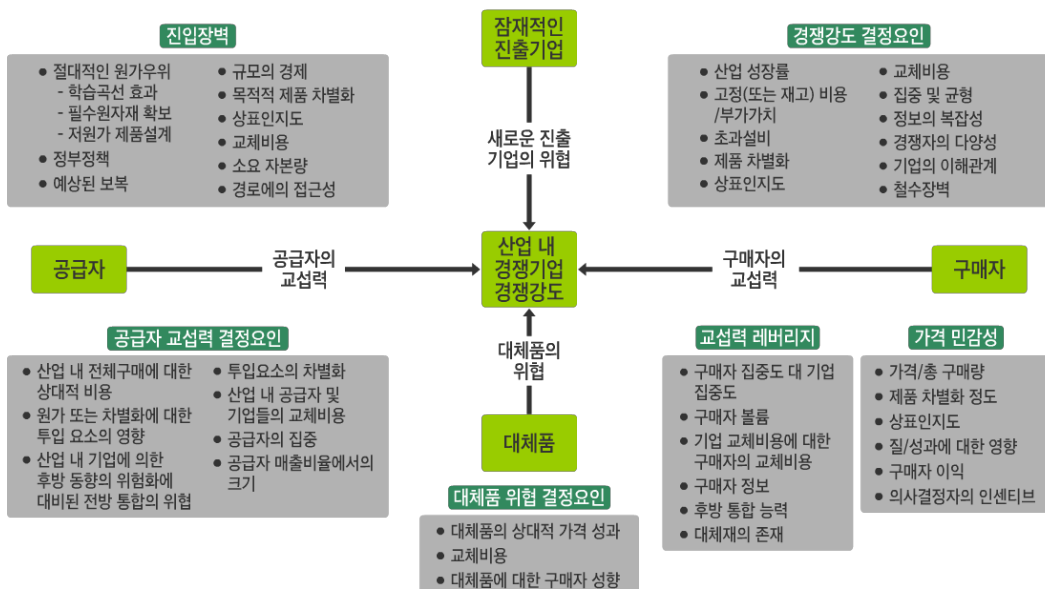 잠재적인
진출기업
진입장벽
● 절대적인 원가우위
- 학습곡선 효과
- 필수원자재 확보
- 저원가 제품설계
● 정부정책
● 예상된 보복
● 규모의 경제
● 목적적 제품 차별화
● 상표인지도
● 교체비용
● 소요 자본량
● 경로에의 접근성
새로운 진출
기업의 위협
경쟁강도 결정요인
● 산업 성장률
● 고정(또는 재고) 비용
/부가가치
● 초과설비
● 제품 차별화
● 상표인지도
● 교체비용
● 집중 및 균형
● 정보의 복잡성
● 경쟁자의 다양성
● 기업의 이해관계
● 철수장벽
공급자
공급자의
교섭력
산업 내
경쟁기업
경쟁강도
구매자의
교섭력
구매자
공급자 교섭력 결정요인
● 산업 내 전체구매에 대한
상대적 비용
● 원가 또는 차별화에 대한
투입 요소의 영향
● 산업 내 기업에 의한
후방 동향의 위험화에
대비된 전방 통합의 위협
● 투입요소의 차별화
● 산업 내 공급자 및
기업들의 교체비용
● 공급자의 집중
● 공급자 매출비율에서의
크기
대체품의
위협
대체품
대체품 위협 결정요인
● 대체품의 상대적 가격 성과
● 교체비용
● 대체품에 대한 구매자 성향
교섭력 레버리지
● 구매자 집중도 대 기업
집중도
● 구매자 볼륨
● 기업 교체비용에 대한
구매자의 교체비용
● 구매자 정보
● 후방 통합 능력
● 대체재의 존재
가격 민감성
● 가격/총 구매량
● 제품 차별화 정도
● 상표인지도
● 질/성과에 대한 영향
● 구매자 이익
● 의사결정자의 인센티브